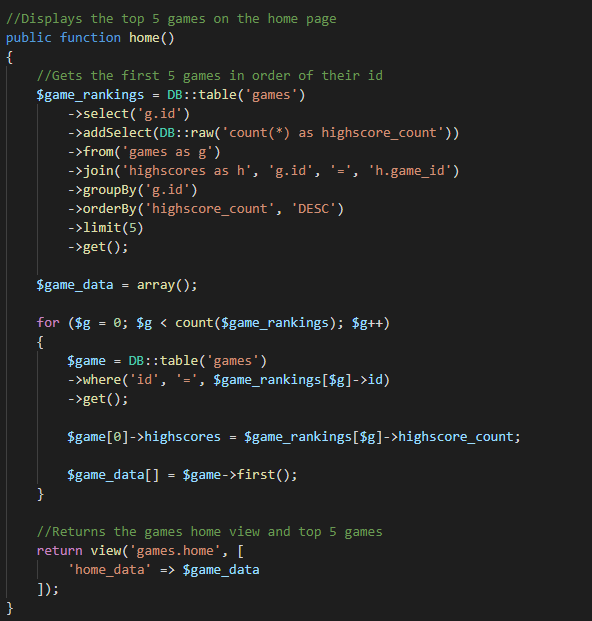 //Displays the top 5 games on the home page
public function home()
{
    //Gets the first 5 games in order of their id
    $game_rankings = DB::table('games')
        ->select('g.id')
        ->addSelect(DB::raw('count(*) as highscore_count'))
        ->from('games as g')
        ->join('highscores as h', 'g.id', '=', 'h.game_id')
        ->groupBy('g.id')
        ->orderBy('highscore_count', 'DESC')
        ->limit(5)
        ->get();

    $game_data = array();

    for ($g = 0; $g < count($game_rankings); $g++)
    {
        $game = DB::table('games')
        ->where('id', '=', $game_rankings[$g]->id)
        ->get();

        $game[0]->highscores = $game_rankings[$g]->highscore_count;

        $game_data[] = $game->first();
    }

    //Returns the games home view and top 5 games
    return view('games.home', [
        'home_data' => $game_data
    ]);
}